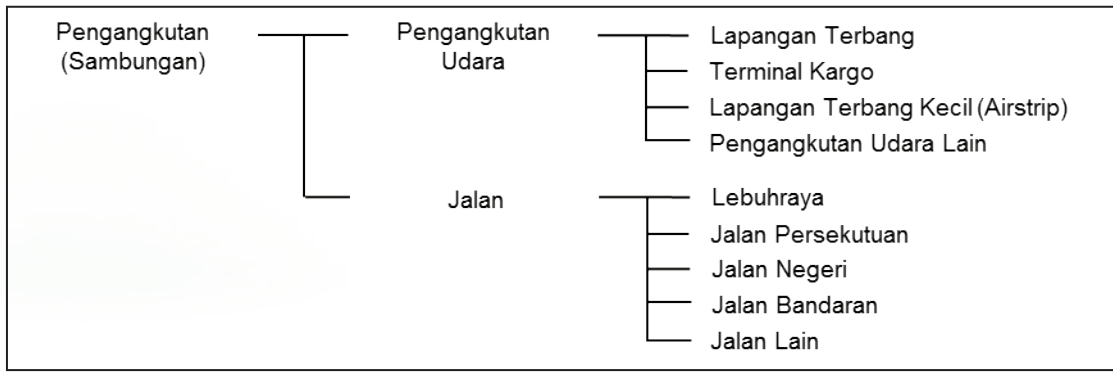 Pengangkutan
(Sambungan)
Pengangkutan
Udara
Lapangan Terbang
Terminal Kargo
Lapangan Terbang Kecil (Airstrip)
Pengangkutan Udara Lain
Jalan
Lebuhraya
Jalan Persekutuan
Jalan Negeri
Jalan Bandaran
Jalan Lain